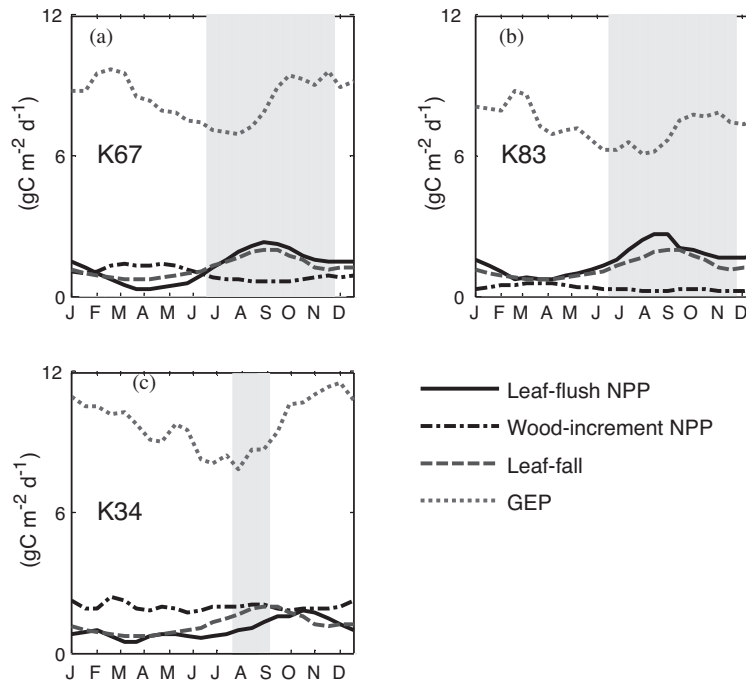 12
(a)
(gC m⁻² d⁻¹)
6
K67
0
J F M A M J J A S O N D
12
(b)
(gC m⁻² d⁻¹)
6
K83
0
J F M A M J J A S O N D
12
(c)
(gC m⁻² d⁻¹)
6
K34
0
J F M A M J J A S O N D
Leaf-flush NPP
Wood-increment NPP
Leaf-fall
GEP